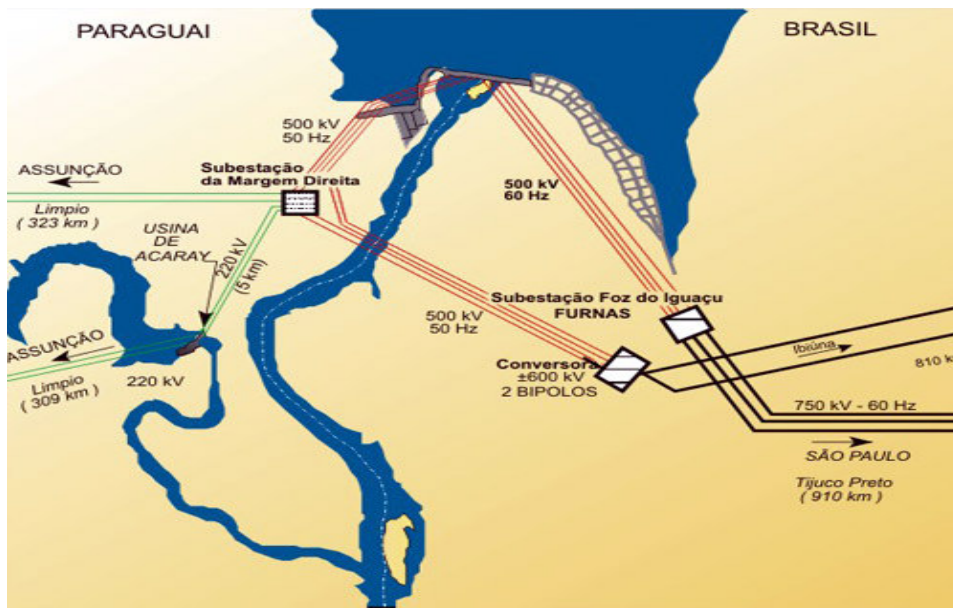 PARAGUAI
BRASIL
500 kV
50 Hz
ASSUNÇÃO
Subestação
da Margem Direita
500 kV
60 Hz
Limpio
( 323 km )
USINA
DE
ACARAY
220 kV
(5 km)
Subestação Foz do Iguaçu
FURNAS
500 kV
50 Hz
ASSUNÇÃO
Limpio
(309 km)
220 kV
Conversora
±600 kV
2 BIPOLOS
Ibiúna
810 k
750 kV - 60 Hz
SÃO PAULO
Tijuco Preto
( 910 km )